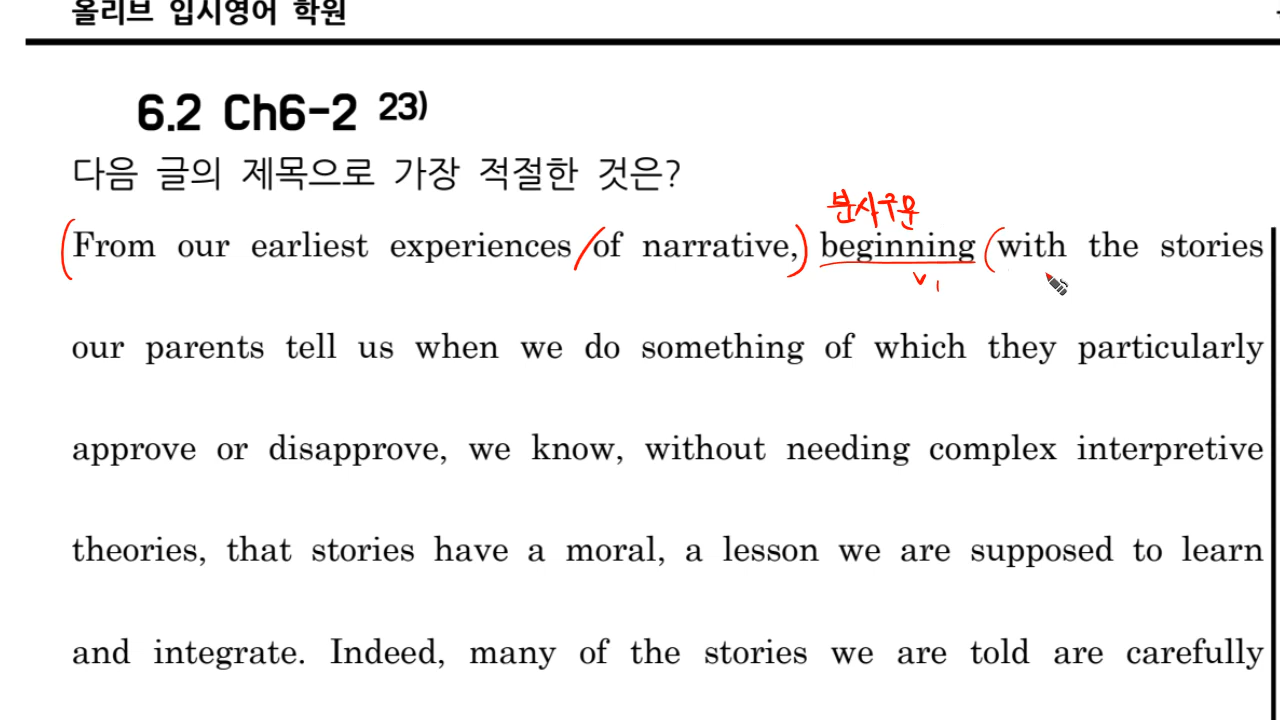 올리브 입시영어 학원
6.2 Ch6-2 23)
다음 글의 제목으로 가장 적절한 것은?
분사구문
(From our earliest experiences / of narrative,) beginning (with the stories
v 1
our parents tell us when we do something of which they particularly
approve or disapprove, we know, without needing complex interpretive
theories, that stories have a moral, a lesson we are supposed to learn
and integrate. Indeed, many of the stories we are told are carefully